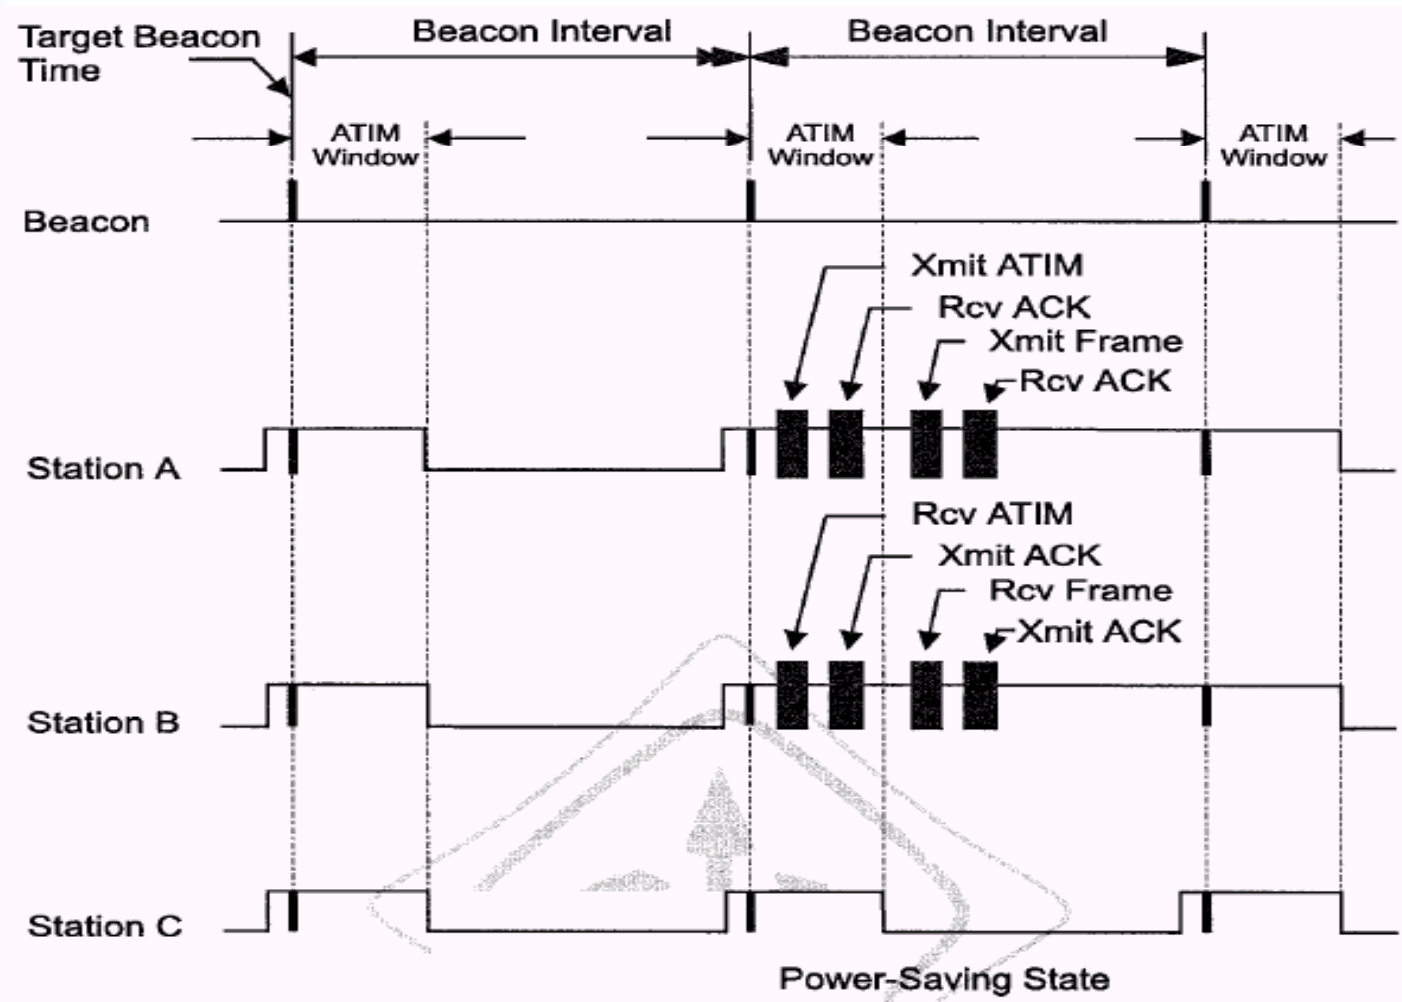 Target Beacon
Time
Beacon Interval
Beacon Interval
ATIM
Window
ATIM
Window
ATIM
Window
Beacon
Xmit ATIM
Rcv ACK
Xmit Frame
Rcv ACK
Station A
Rcv ATIM
Xmit ACK
Rcv Frame
Xmit ACK
Station B
Station C
Power-Saving State